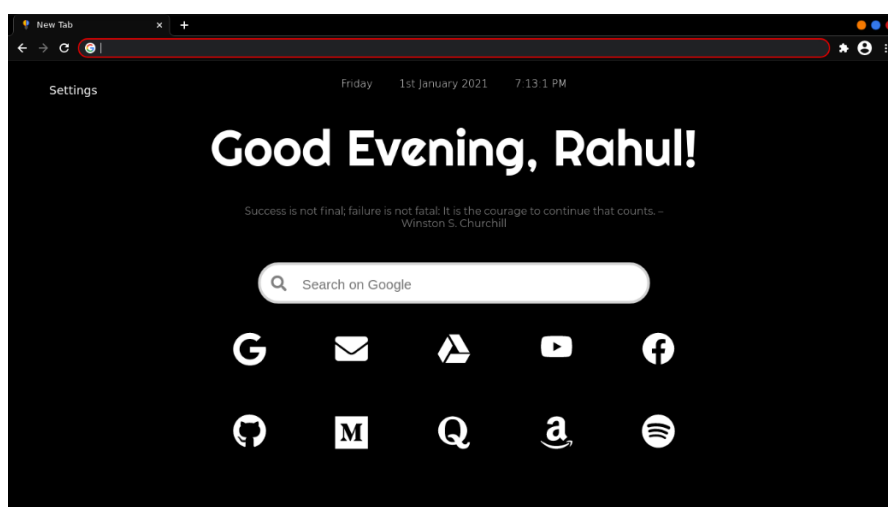 New Tab
Settings
Friday 1st January 2021 7:13:1 PM
Good Evening, Rahul!
Success is not final; failure is not fatal: It is the courage to continue that counts. –
Winston S. Churchill
Search on Google